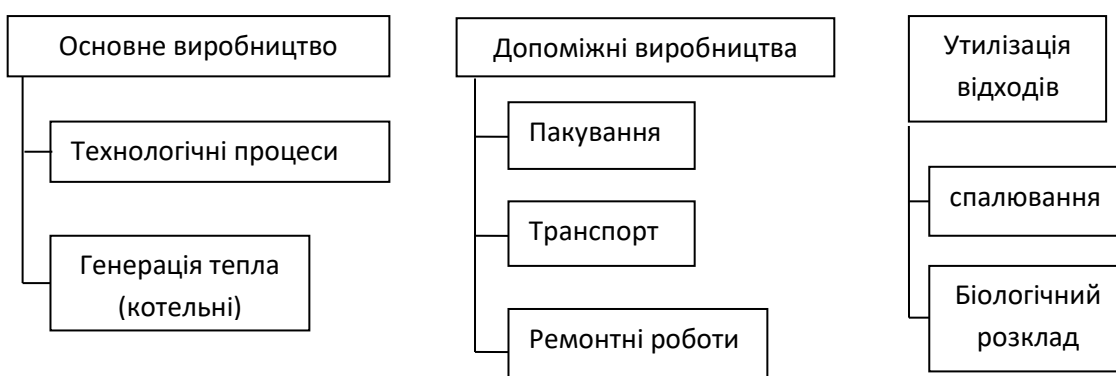 Основне виробництво
Технологічні процеси
Генерація тепла
(котельні)
Допоміжні виробництва
Пакування
Транспорт
Ремонтні роботи
Утилізація
відходів
спалювання
Біологічний
розклад